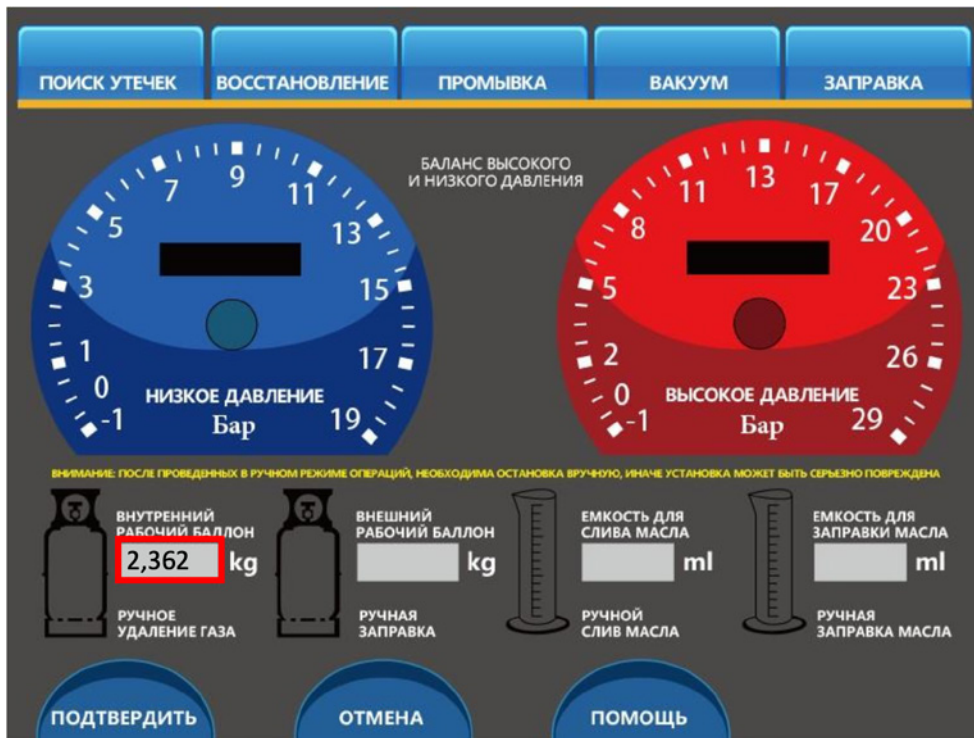 ПОИСК УТЕЧЕК
ВОССТАНОВЛЕНИЕ
ПРОМЫВКА
ВАКУУМ
ЗАПРАВКА
БАЛАНС ВЫСОКОГО
И НИЗКОГО ДАВЛЕНИЯ
-1
0
1
3
5
7
9
11
13
15
17
19
НИЗКОЕ ДАВЛЕНИЕ
Бар
-1
0
2
5
8
11
13
17
20
23
26
29
ВЫСОКОЕ ДАВЛЕНИЕ
Бар
ВНИМАНИЕ: ПОСЛЕ ПРОВЕДЕННЫХ В РУЧНОМ РЕЖИМЕ ОПЕРАЦИЙ, НЕОБХОДИМА ОСТАНОВКА ВРУЧНУЮ, ИНАЧЕ УСТАНОВКА МОЖЕТ БЫТЬ СЕРЬЕЗНО ПОВРЕЖДЕНА
ВНУТРЕННИЙ
РАБОЧИЙ БАЛЛОН
2,362 kg
РУЧНОЕ
УДАЛЕНИЕ ГАЗА
ВНЕШНИЙ
РАБОЧИЙ БАЛЛОН
kg
РУЧНАЯ
ЗАПРАВКА
ЕМКОСТЬ ДЛЯ
СЛИВА МАСЛА
ml
РУЧНОЙ
СЛИВ МАСЛА
ЕМКОСТЬ ДЛЯ
ЗАПРАВКИ МАСЛА
ml
РУЧНАЯ
ЗАПРАВКА МАСЛА
ПОДТВЕРДИТЬ
ОТМЕНА
ПОМОЩЬ